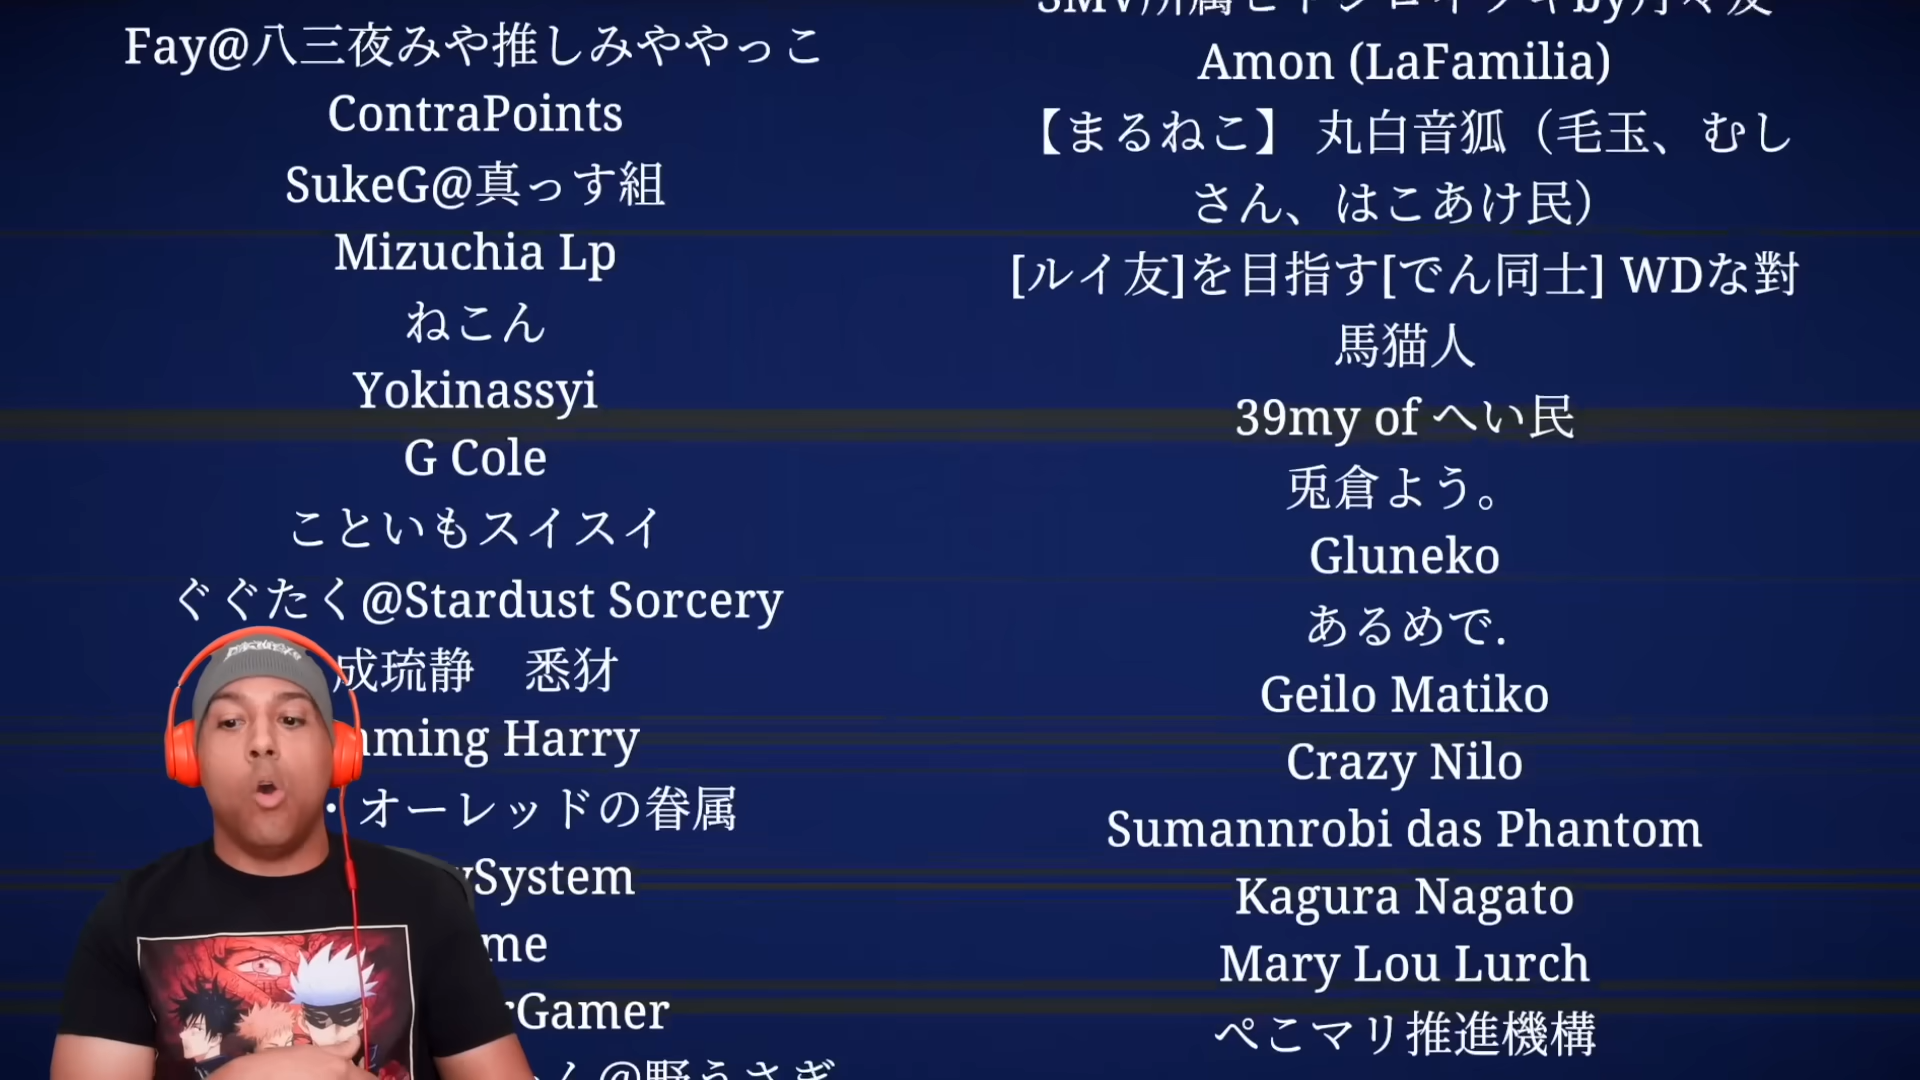 Fay@八三夜みや推しみややっこ
ContraPoints
SukeG@真っす組
Mizuchia Lp
ねこん
Yokinassyi
G Cole
こといもスイスイ
ぐぐたく@Stardust Sorcery
成琉静　悉犲
Harry
・オーレッドの眷属
Amon (LaFamilia)
【まるねこ】 丸白音狐（毛玉、むし
さん、はこあけ民）
[ルイ友]を目指す[でん同士] WDな對
馬猫人
39my of へい民
兎倉よう。
Gluneko
あるめで.
Geilo Matiko
Crazy Nilo
Sumannrobi das Phantom
Kagura Nagato
Mary Lou Lurch
ぺこマリ推進機構